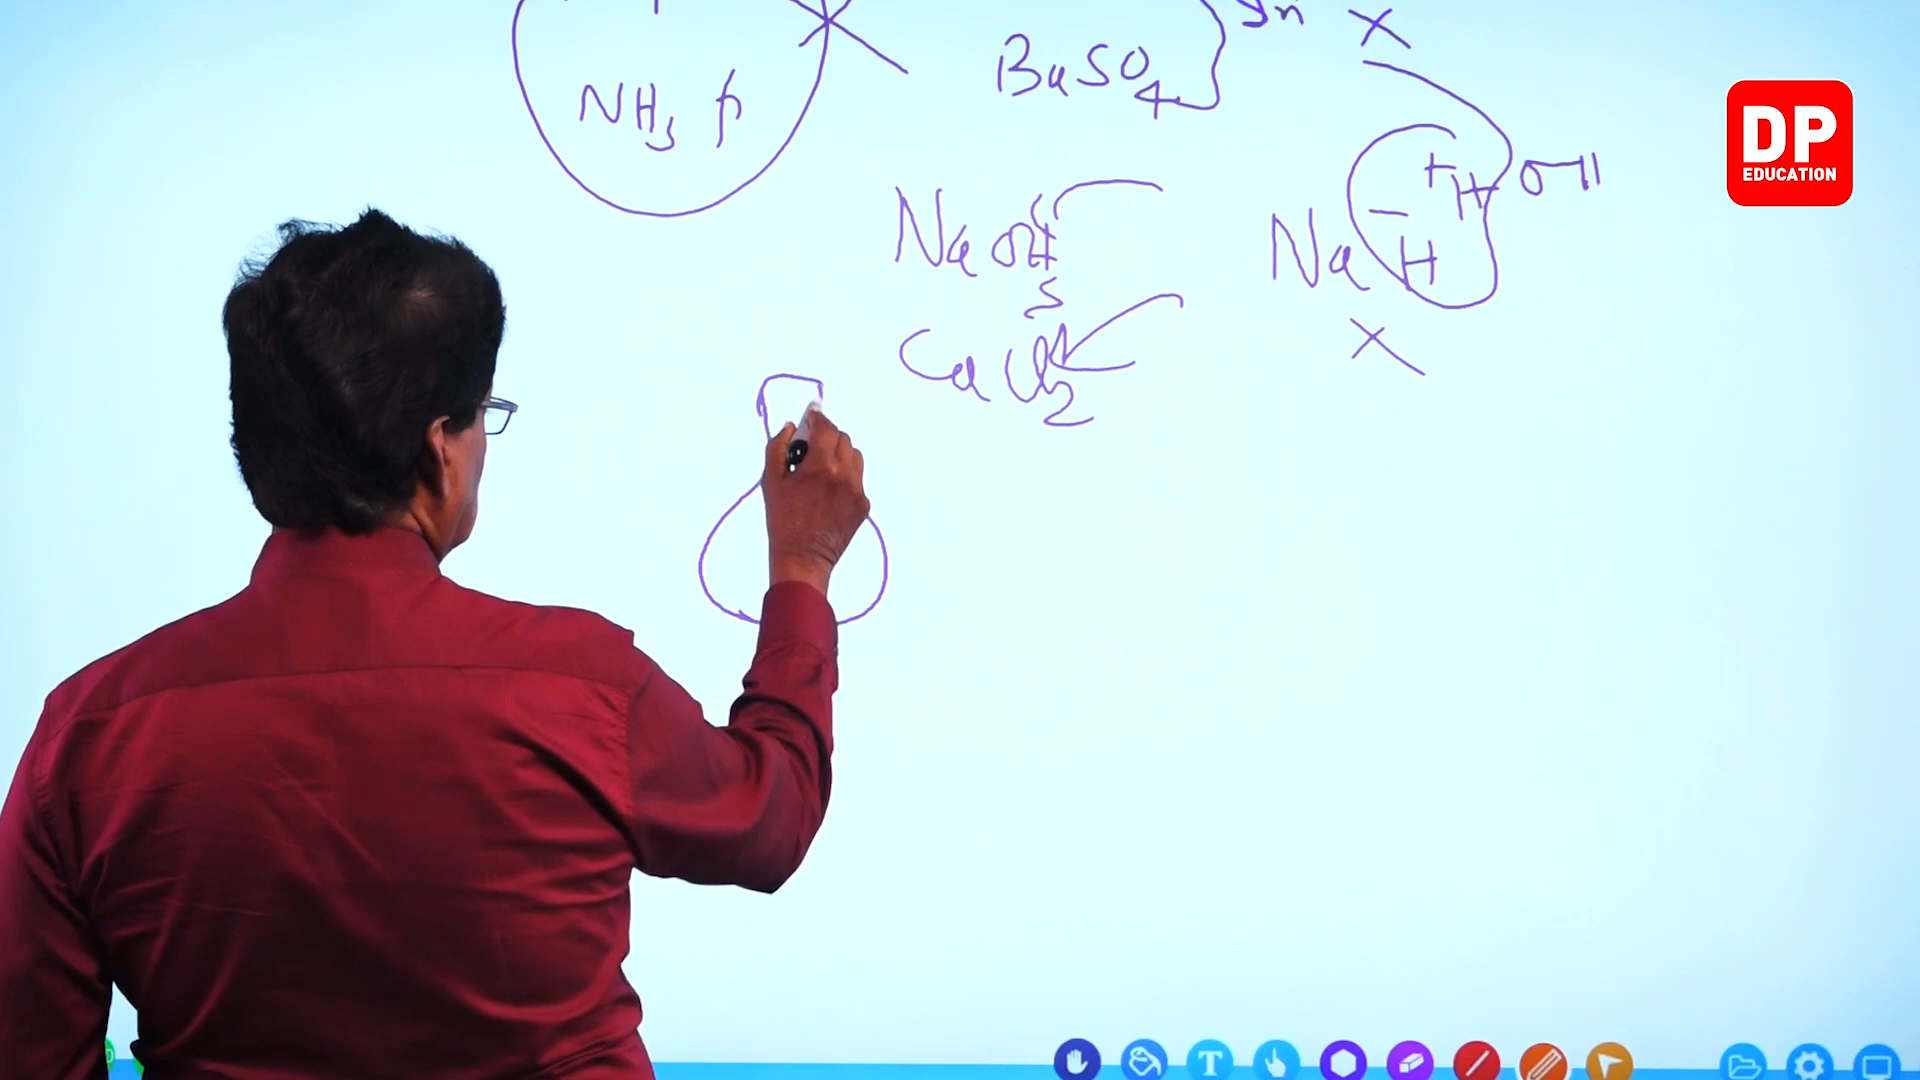 BaSO4
NH3
DP
EDUCATION
+ H OH
NaOH
Na H
S
CaCl2
T